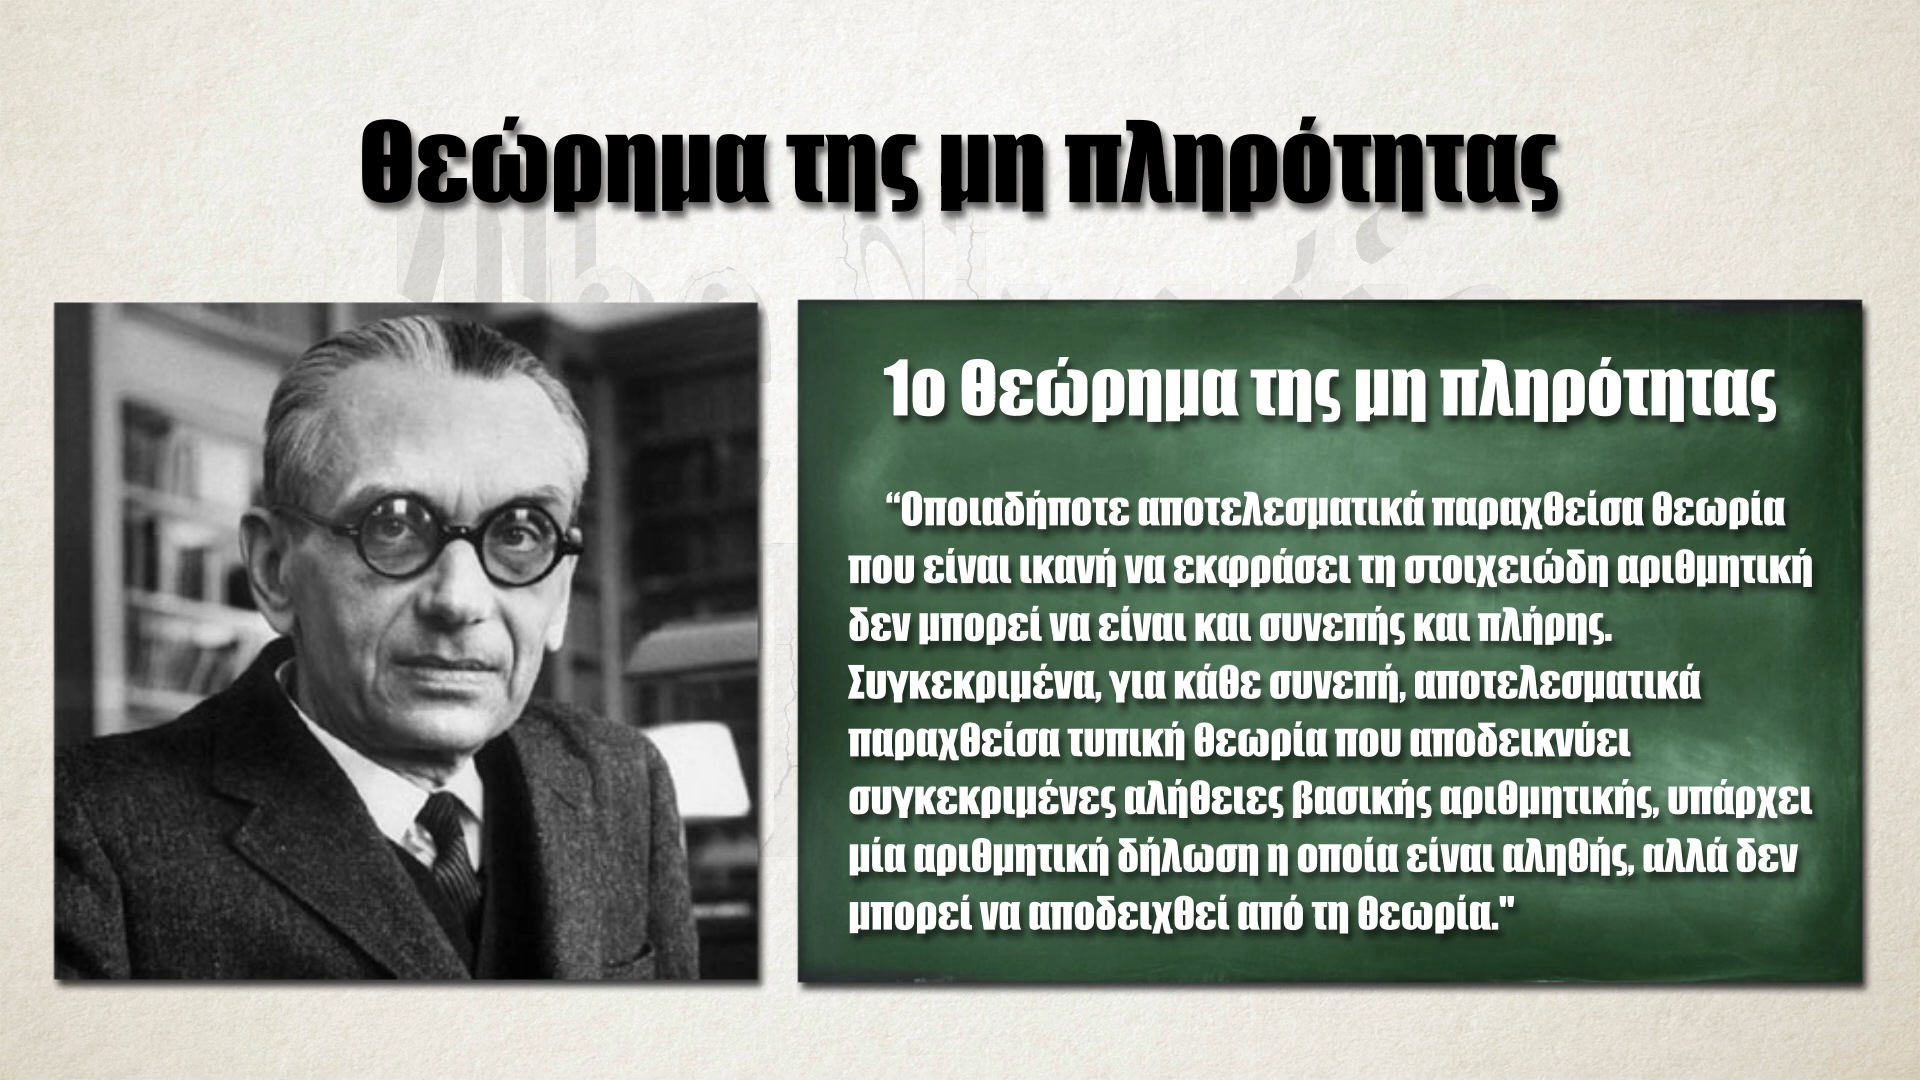 Θεώρημα της μη πληρότητας
1ο Θεώρημα της μη πληρότητας
“Οποιαδήποτε αποτελεσματικά παραχθείσα θεωρία
που είναι ικανή να εκφράσει τη στοιχειώδη αριθμητική
δεν μπορεί να είναι και συνεπής και πλήρης.
Συγκεκριμένα, για κάθε συνεπή, αποτελεσματικά
παραχθείσα τυπική θεωρία που αποδεικνύει
συγκεκριμένες αλήθειες βασικής αριθμητικής, υπάρχει
μία αριθμητική δήλωση η οποία είναι αληθής, αλλά δεν
μπορεί να αποδειχθεί από τη θεωρία."